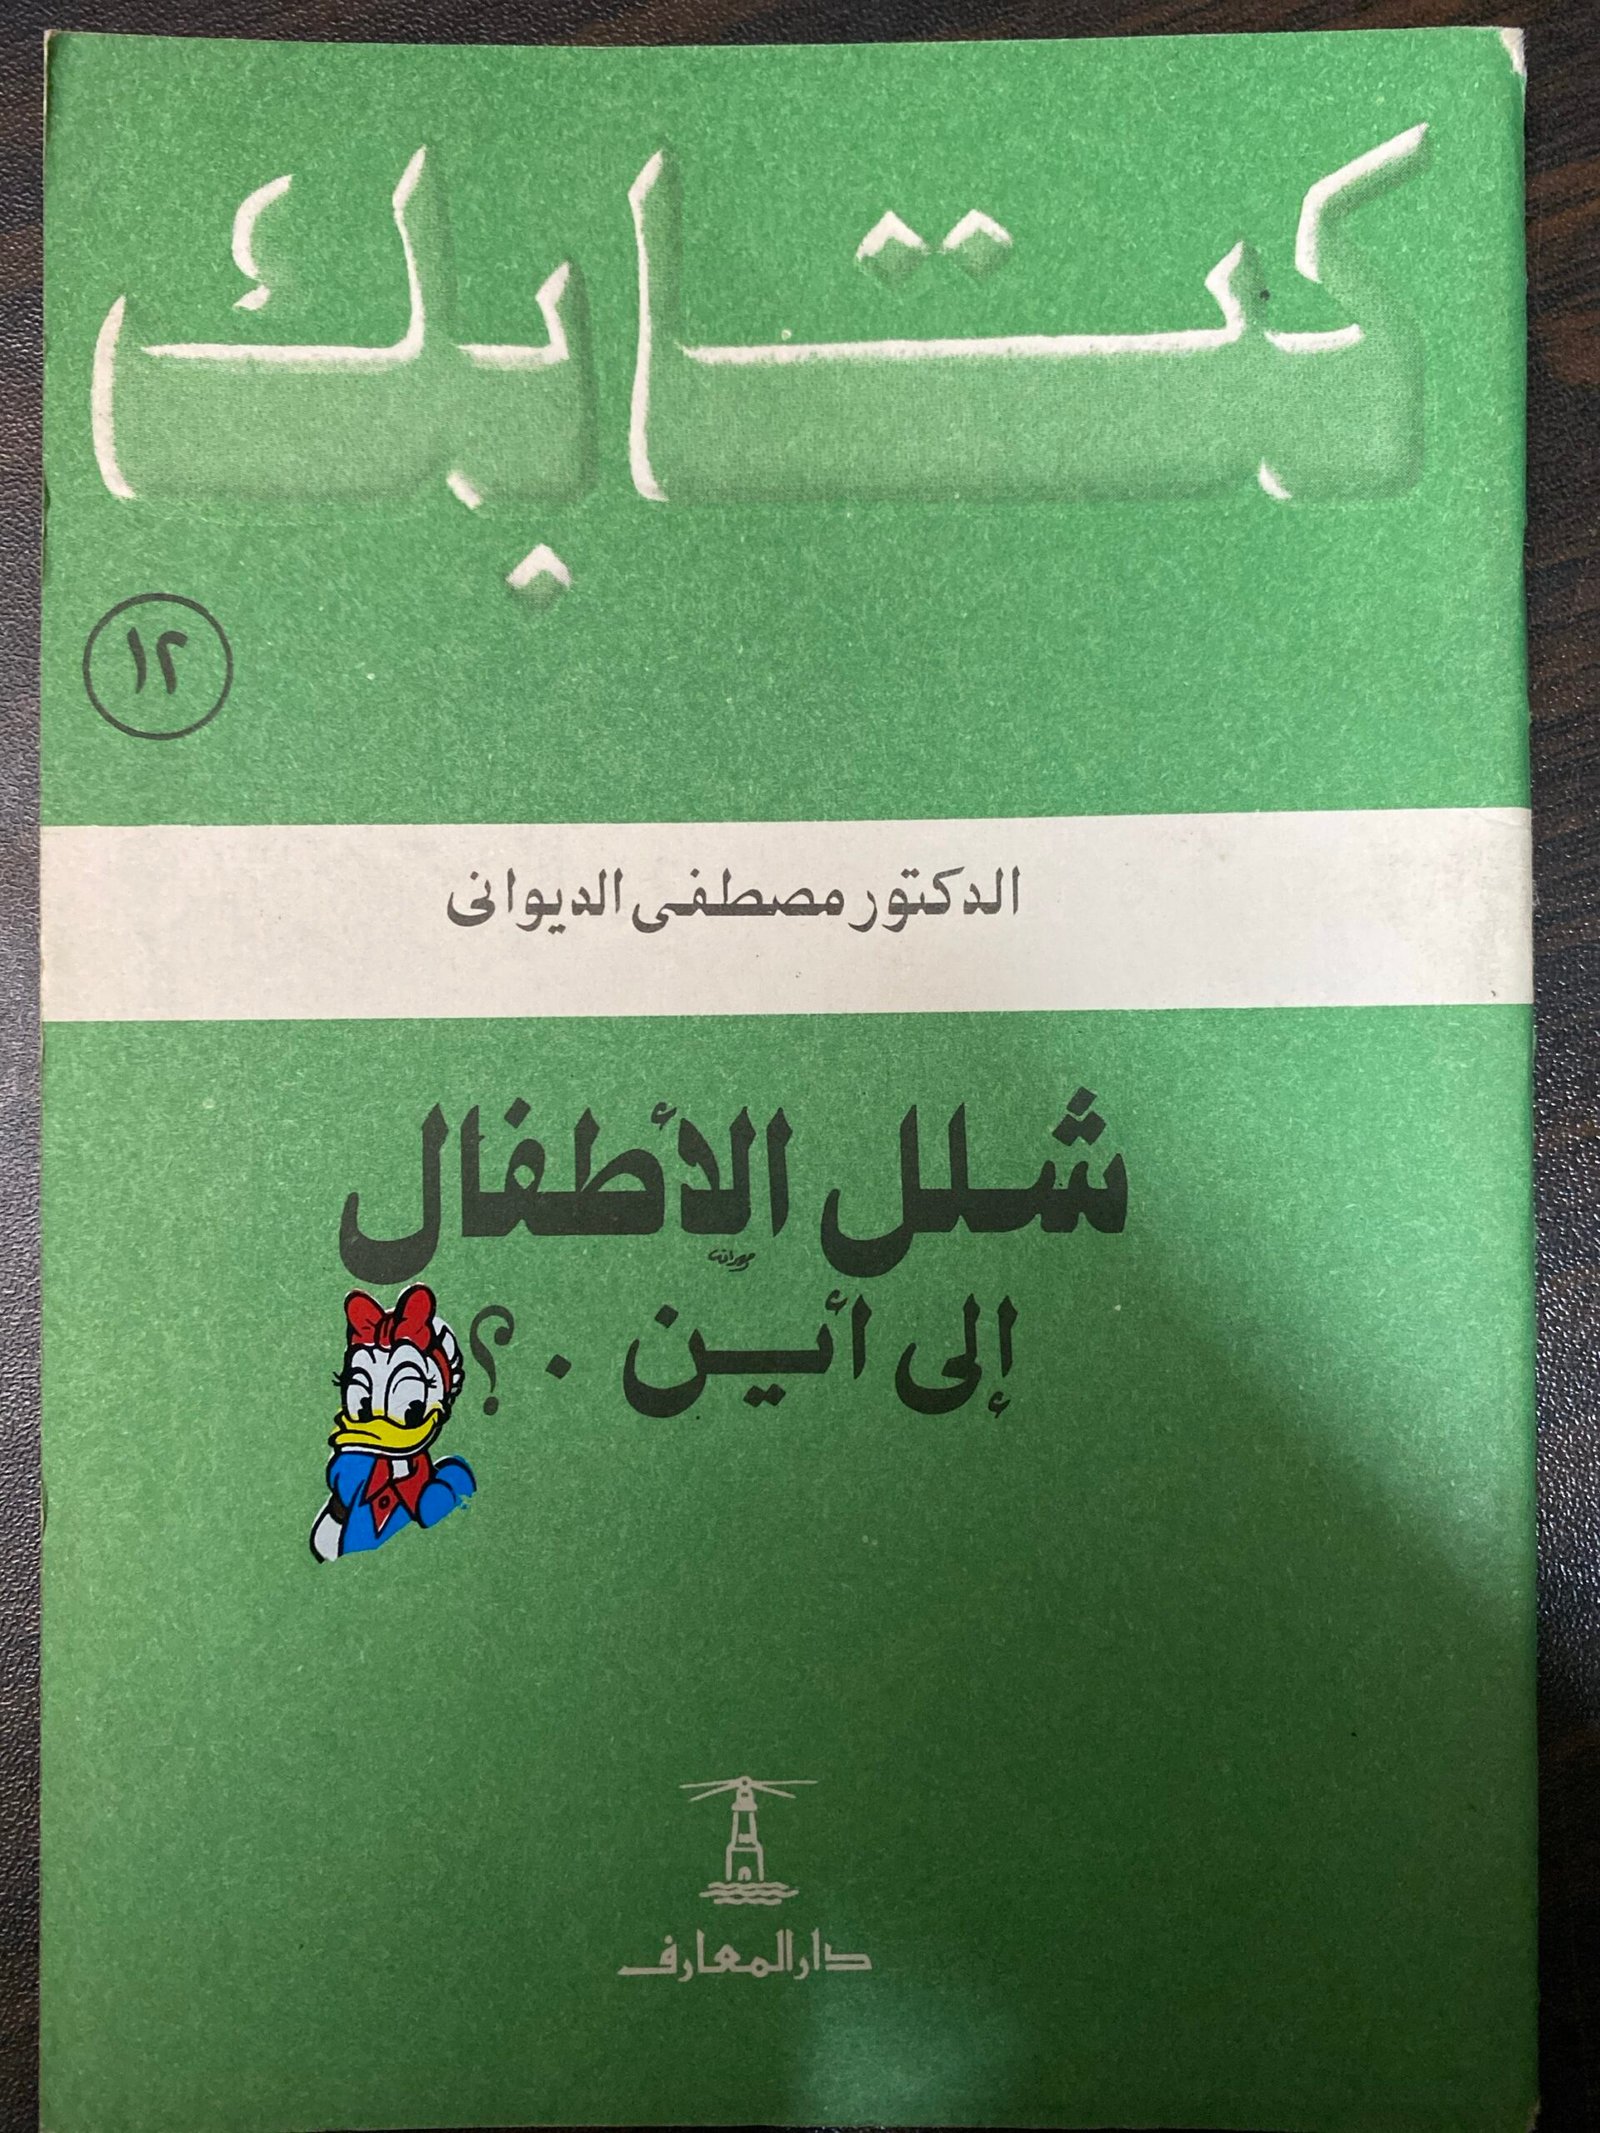 كتابك
١٢
الدكتور مصطفى الديوانى
شلل الأطفال
إلى أين . ؟
دار المعارف